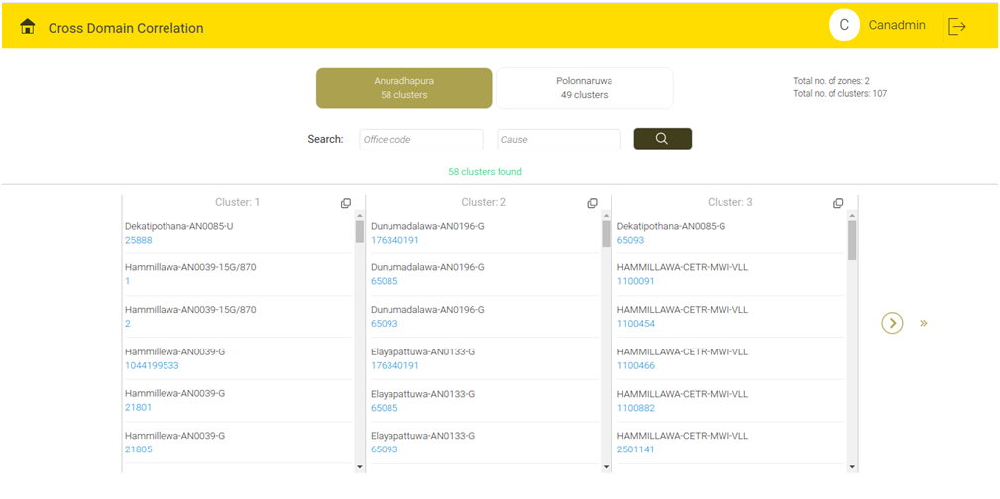 Cross Domain Correlation
C
Canadmin
Anuradhapura
58 clusters
Polonnaruwa
49 clusters
Total no. of zones: 2
Total no. of clusters: 107
Search:
Office code
Cause
58 clusters found
Cluster: 1
Dekatipothana-AN0085-U
25888
Hammillawa-AN0039-15G/870
1
Hammillawa-AN0039-15G/870
2
Hammillewa-AN0039-G
1044199533
Hammillewa-AN0039-G
21801
Hammillewa-AN0039-G
21805
Cluster: 2
Dunumadalawa-AN0196-G
176340191
Dunumadalawa-AN0196-G
65085
Dunumadalawa-AN0196-G
65093
Elayapattuwa-AN0133-G
176340191
Elayapattuwa-AN0133-G
65085
Elayapattuwa-AN0133-G
65093
Cluster: 3
Dekatipothana-AN0085-G
65093
HAMMILLAWA-CETR-MWI-VLL
1100091
HAMMILLAWA-CETR-MWI-VLL
1100454
HAMMILLAWA-CETR-MWI-VLL
1100466
HAMMILLAWA-CETR-MWI-VLL
1100882
HAMMILLAWA-CETR-MWI-VLL
2501141